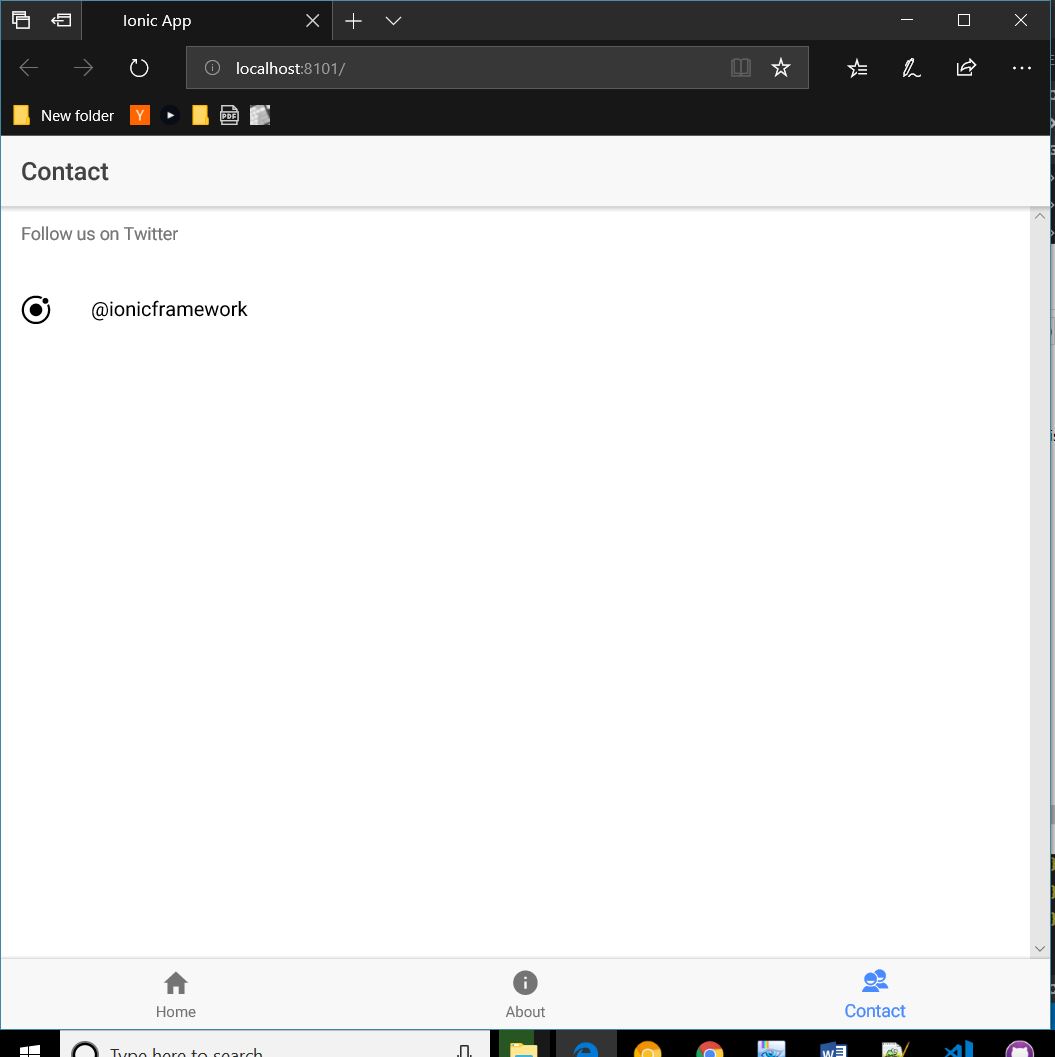 Ionic App
localhost:8101/
New folder
Y
PDF
Contact
Follow us on Twitter
@ionicframework
Home
About
Contact
Type here to search